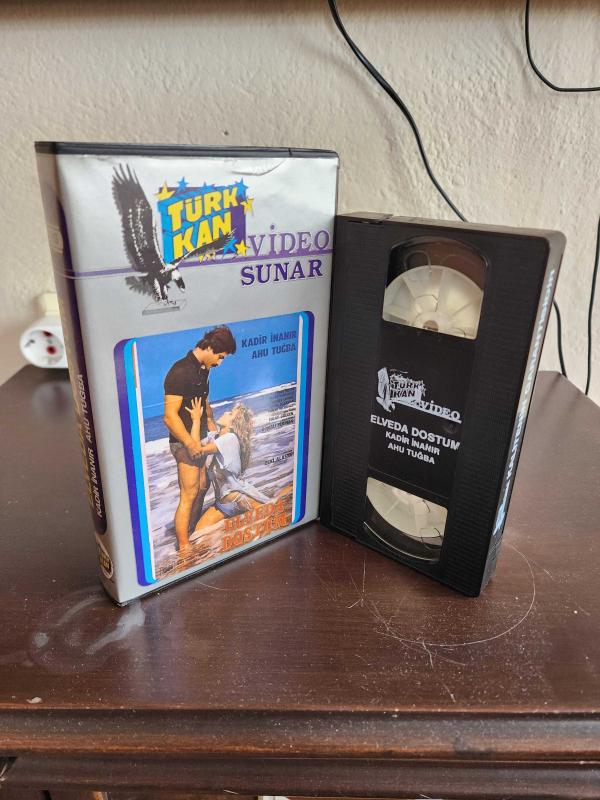 TÜRK
KAN
VİDEO
SUNAR
KADİR İNANIR
AHU TUĞBA
ELVEDA
DOSTUM
KADİR İNANIR AHU TUĞBA
TÜRK
KAN
VİDEO
ELVEDA DOSTUM
KADİR İNANIR
AHU TUĞBA